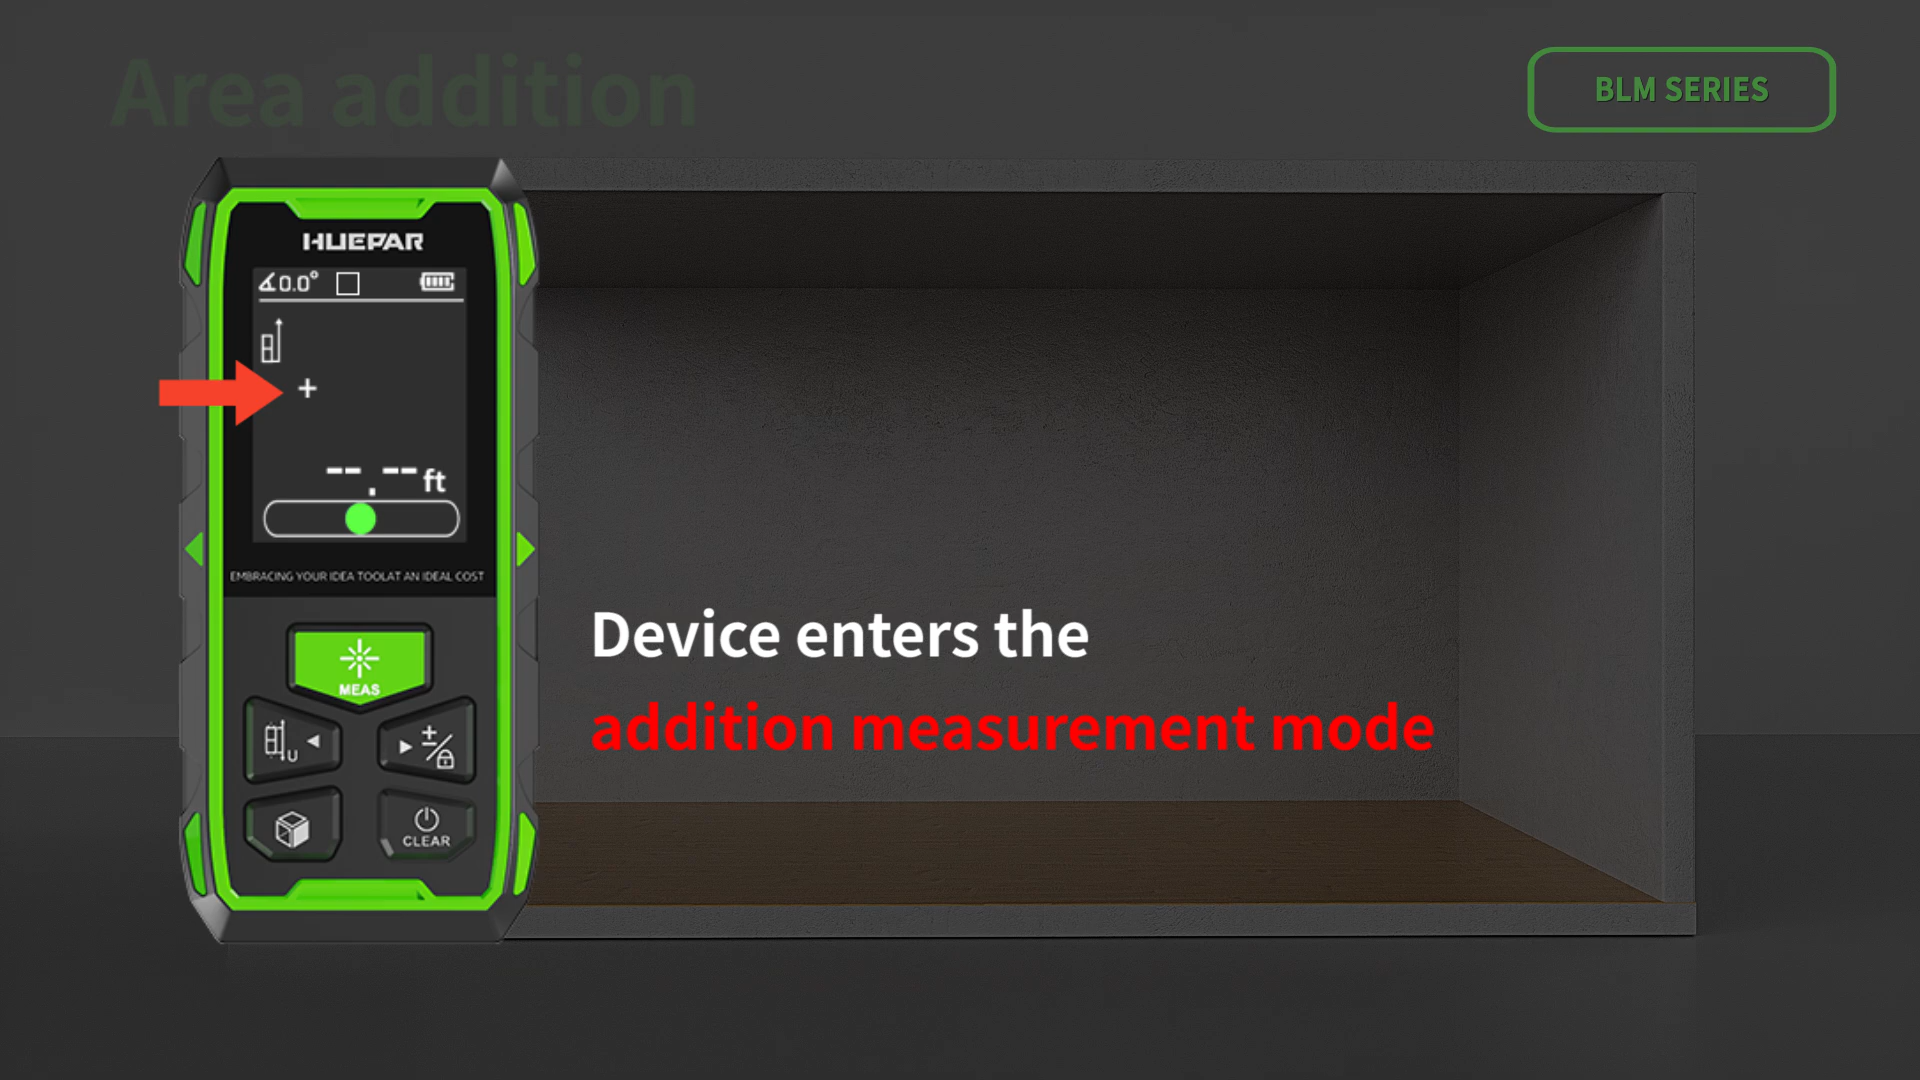 Area addition
BLM SERIES
HUEPAR
0.0°
+
--.--ft
EMBRACING YOUR IDEA TOOLAT AN IDEAL COST
MEAS
U
CLEAR
Device enters the
addition measurement mode